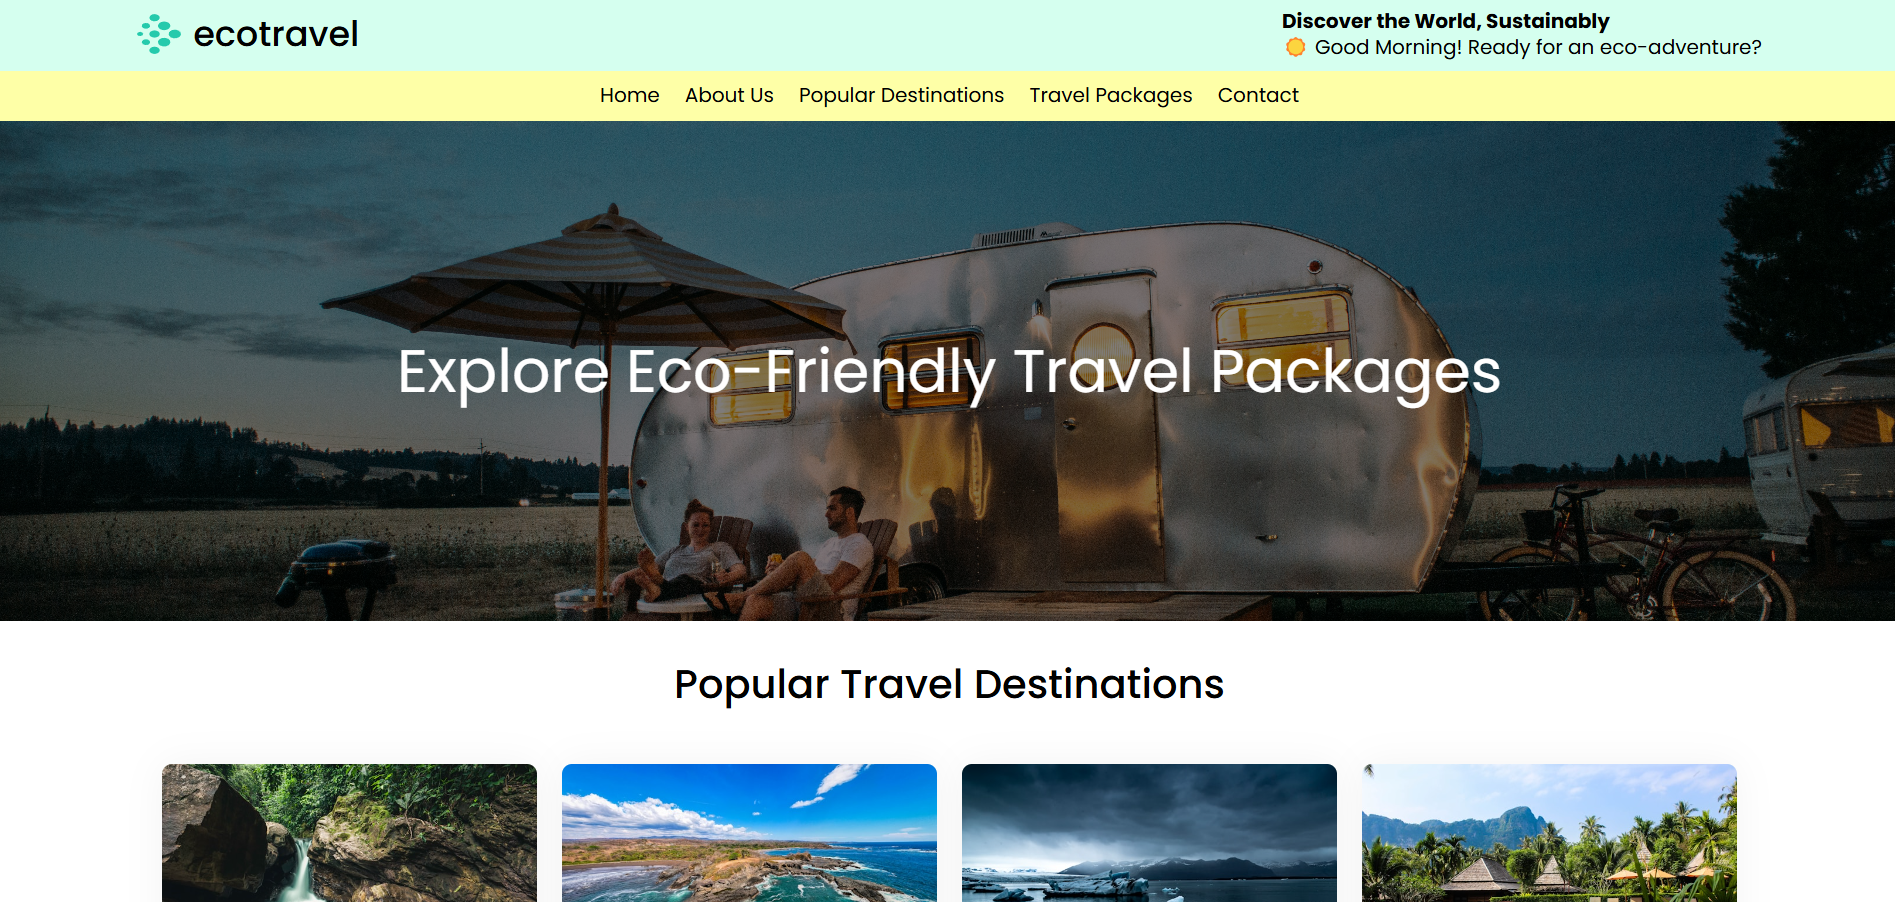 ecotravel
Discover the World, Sustainably
Good Morning! Ready for an eco-adventure?
Home About Us Popular Destinations Travel Packages Contact
Explore Eco-Friendly Travel Packages
Popular Travel Destinations